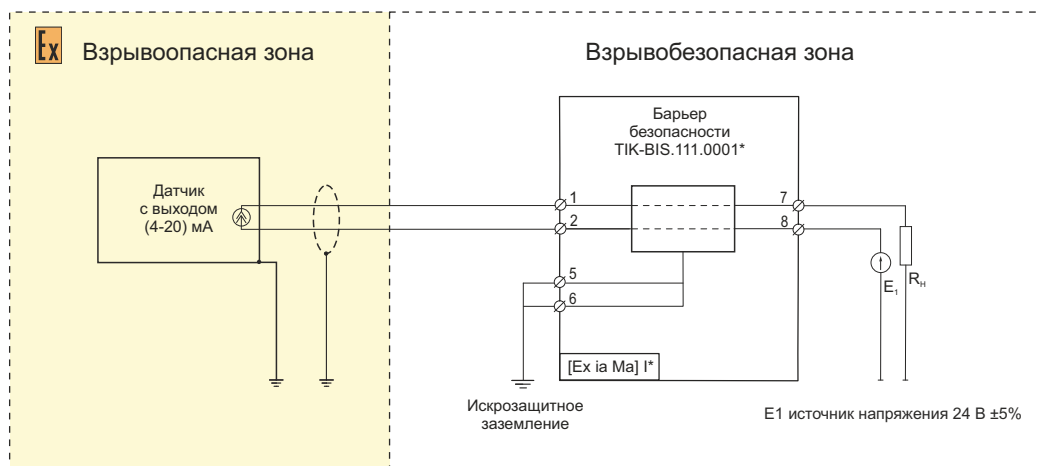 Ex Взрывоопасная зона
Взрывобезопасная зона
Барьер
безопасности
TIK-BIS.111.0001*
Датчик
с выходом
(4-20) мА
1
2
7
8
5
6
E₁
Rн
[Ex ia Ma] I*
Искрозащитное
заземление
E1 источник напряжения 24 В ±5%